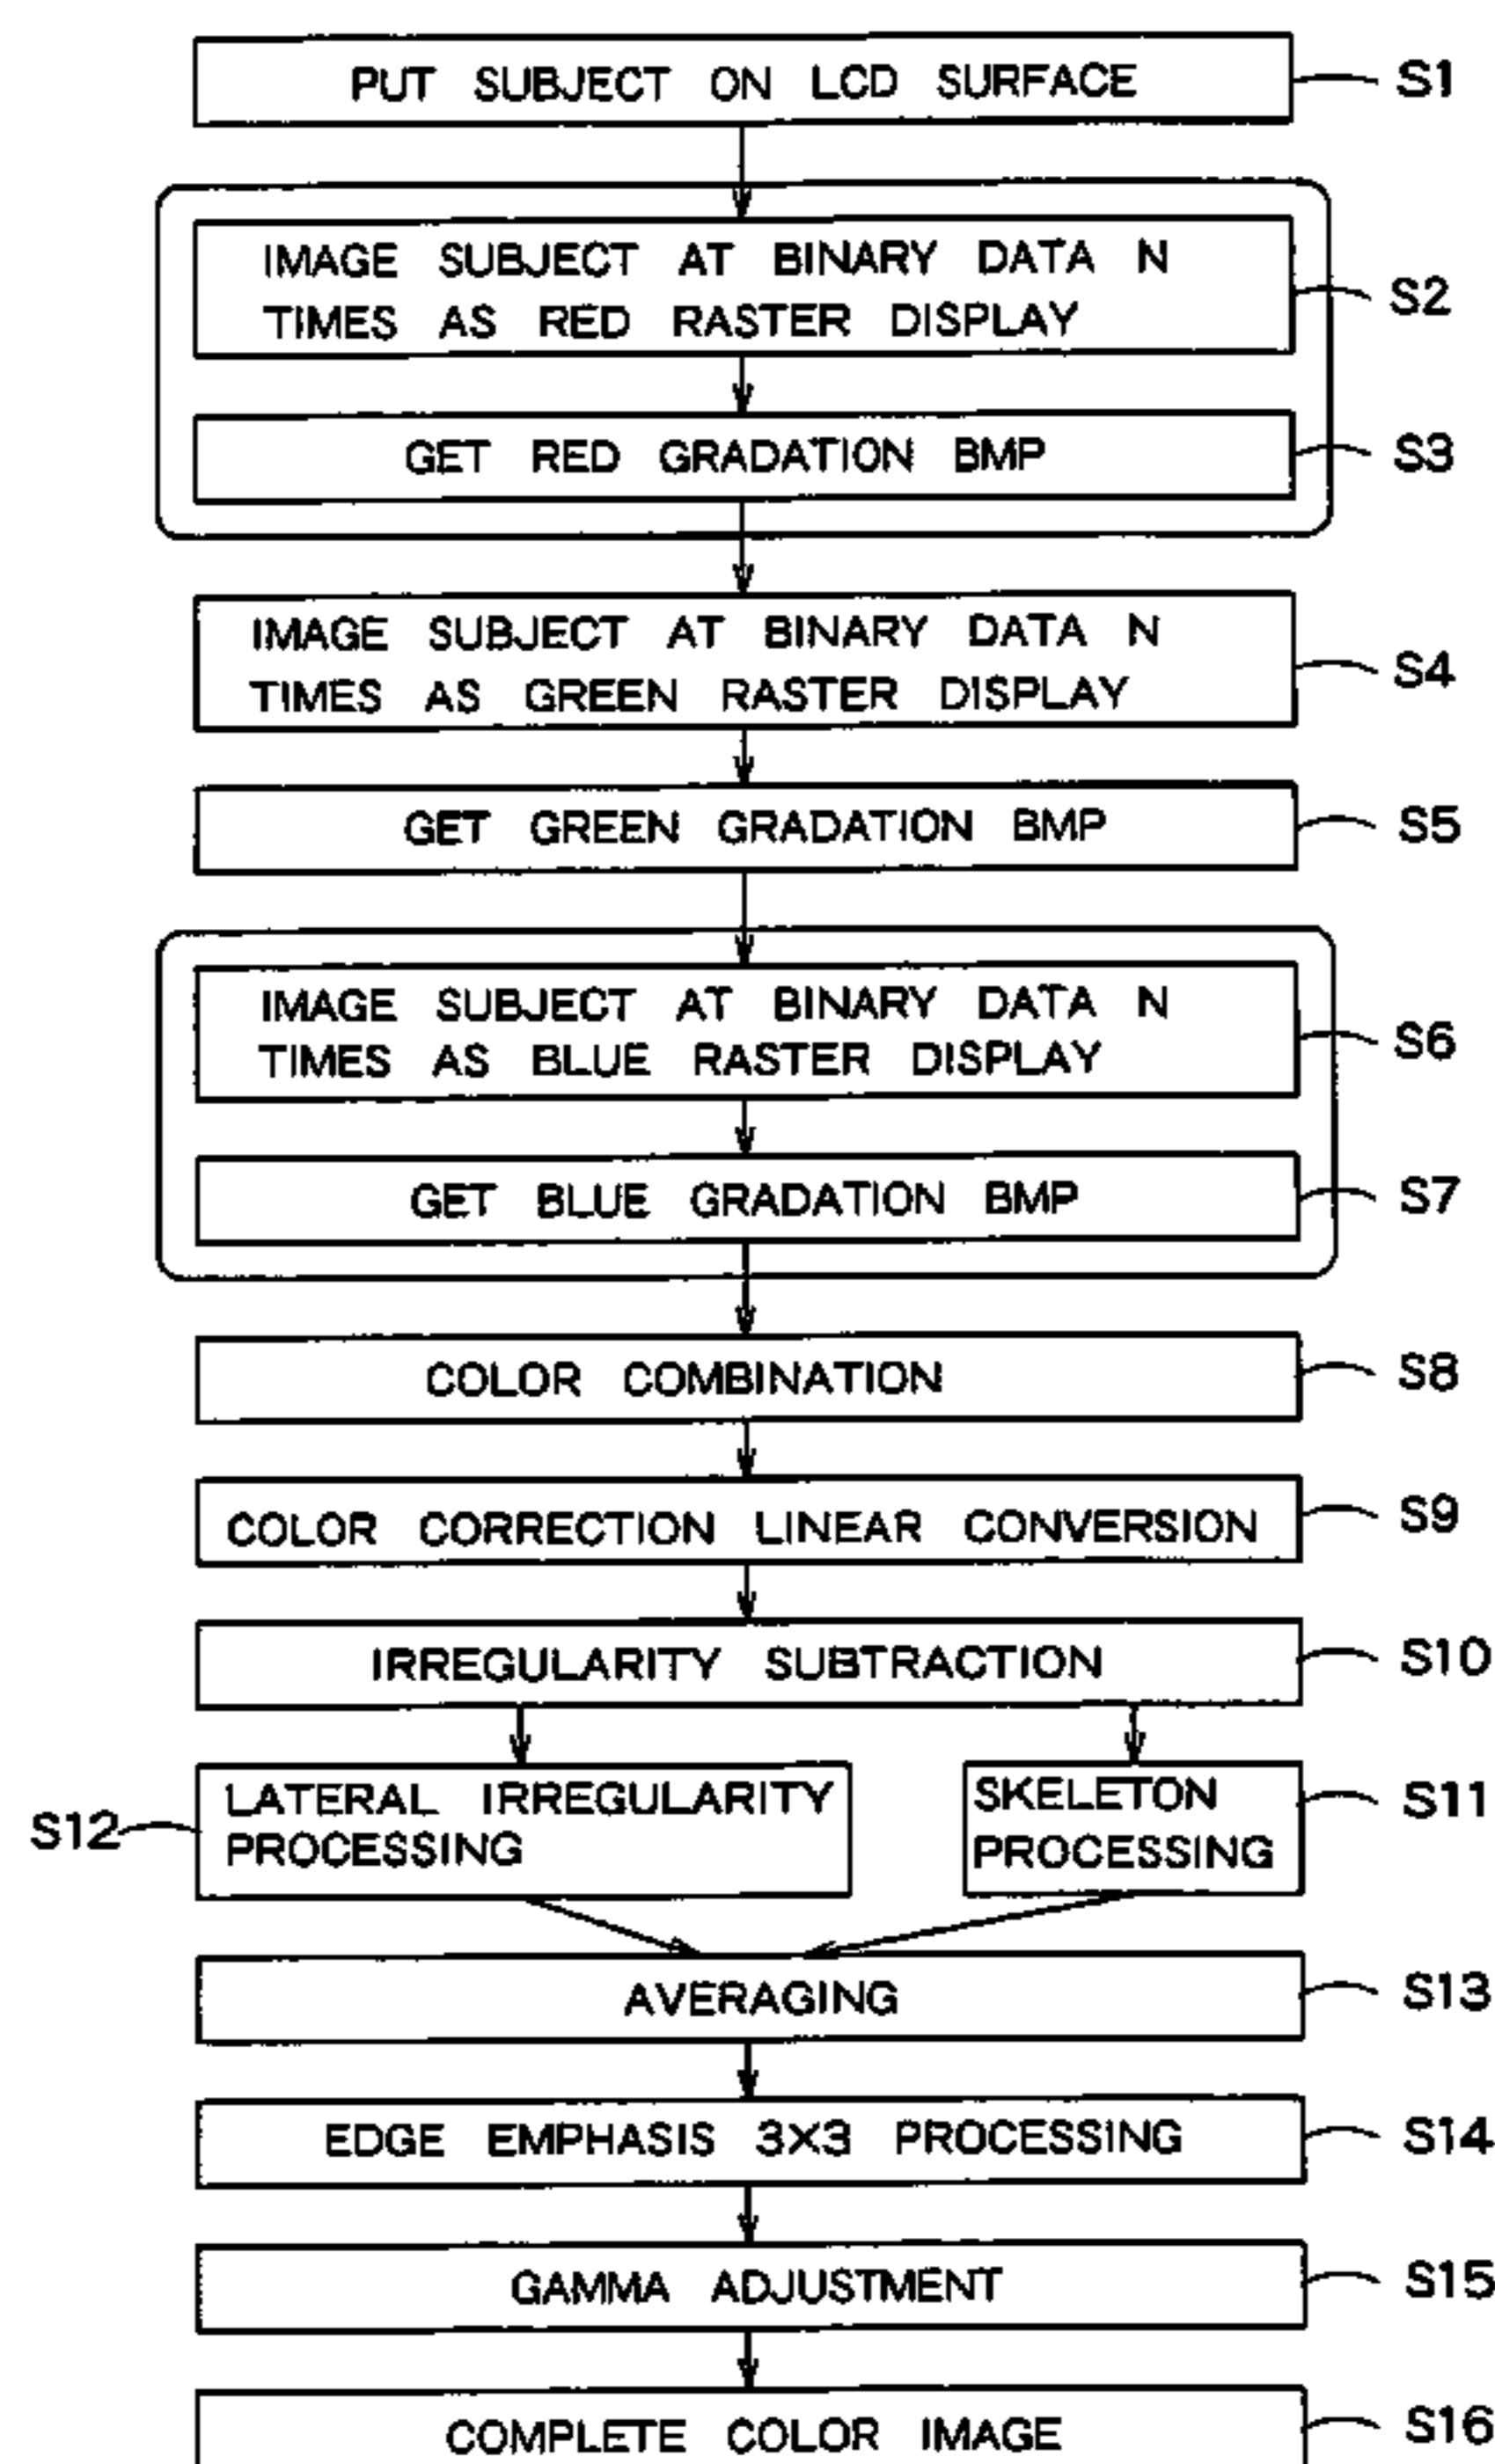 PUT SUBJECT ON LCD SURFACE
S1
IMAGE SUBJECT AT BINARY DATA N
TIMES AS RED RASTER DISPLAY
S2
GET RED GRADATION BMP
S3
IMAGE SUBJECT AT BINARY DATA N
TIMES AS GREEN RASTER DISPLAY
S4
GET GREEN GRADATION BMP
S5
IMAGE SUBJECT AT BINARY DATA N
TIMES AS BLUE RASTER DISPLAY
S6
GET BLUE GRADATION BMP
S7
COLOR COMBINATION
S8
COLOR CORRECTION LINEAR CONVERSION
S9
IRREGULARITY SUBTRACTION
S10
S12
LATERAL IRREGULARITY
PROCESSING
SKELETON
PROCESSING
S11
AVERAGING
S13
EDGE EMPHASIS 3×3 PROCESSING
S14
GAMMA ADJUSTMENT
S15
COMPLETE COLOR IMAGE
S16